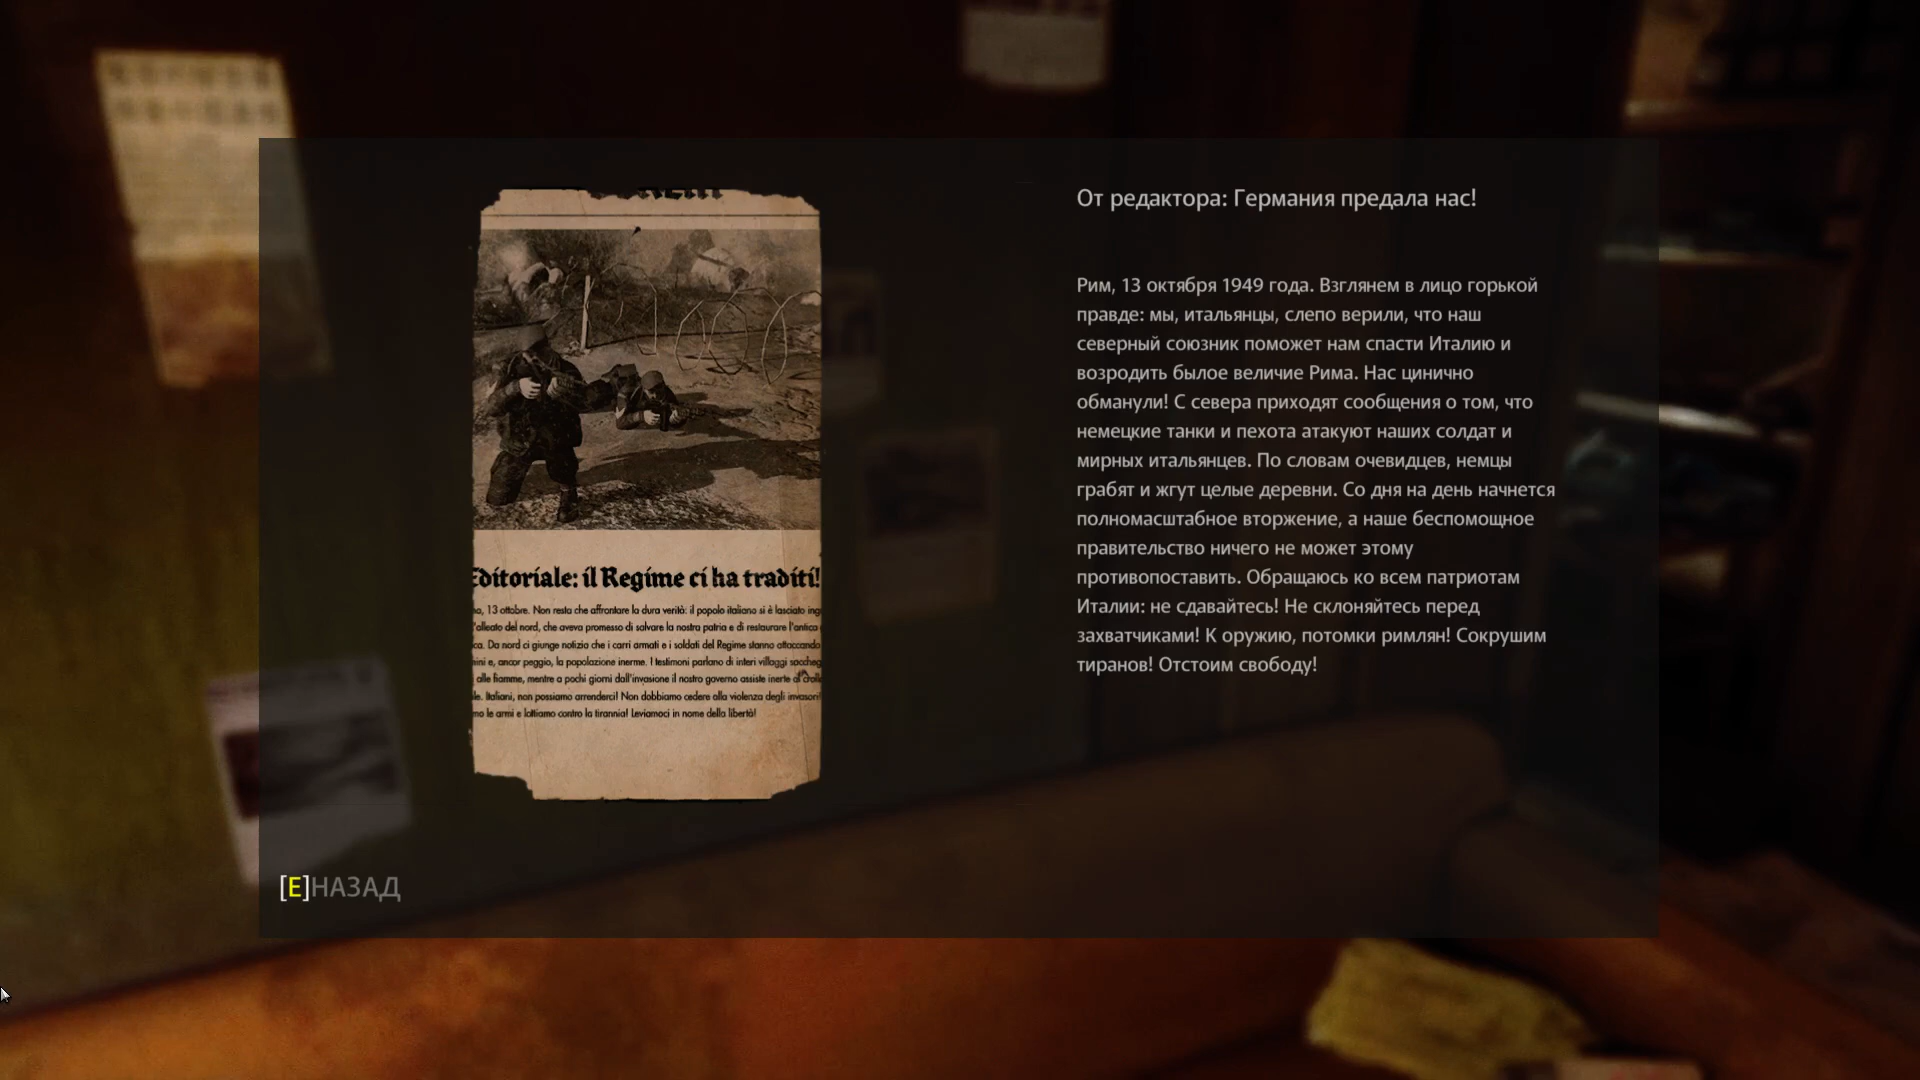 Editoriale: il Regime ci ha traditi!
13 ottobre. Non resta che affrontare la dura verità: il popolo italiano si è lasciato
l'alleato del nord, che aveva promesso di salvare la nostra patria e di restaurare l'antica
Da nord ci giunge notizia che i carri armati e i soldati del Regime stanno attaccando
e, ancor peggio, la popolazione inerme. I testimoni parlano di interi villaggi
alle fiamme, mentre a pochi giorni dall'invasione il nostro governo assiste inerte al
Italiani, non possiamo arrenderci! Non dobbiamo cedere alla violenza degli invasori!
le armi e lottiamo contro la tirannia! Leviamoci in nome della libertà!
От редактора: Германия предала нас!
Рим, 13 октября 1949 года. Взглянем в лицо горькой
правде: мы, итальянцы, слепо верили, что наш
северный союзник поможет нам спасти Италию и
возродить былое величие Рима. Нас цинично
обманули! С севера приходят сообщения о том, что
немецкие танки и пехота атакуют наших солдат и
мирных итальянцев. По словам очевидцев, немцы
грабят и жгут целые деревни. Со дня на день начнется
полномасштабное вторжение, а наше беспомощное
правительство ничего не может этому
противопоставить. Обращаюсь ко всем патриотам
Италии: не сдавайтесь! Не склоняйтесь перед
захватчиками! К оружию, потомки римлян! Сокрушим
тиранов! Отстоим свободу!
[E]НАЗАД